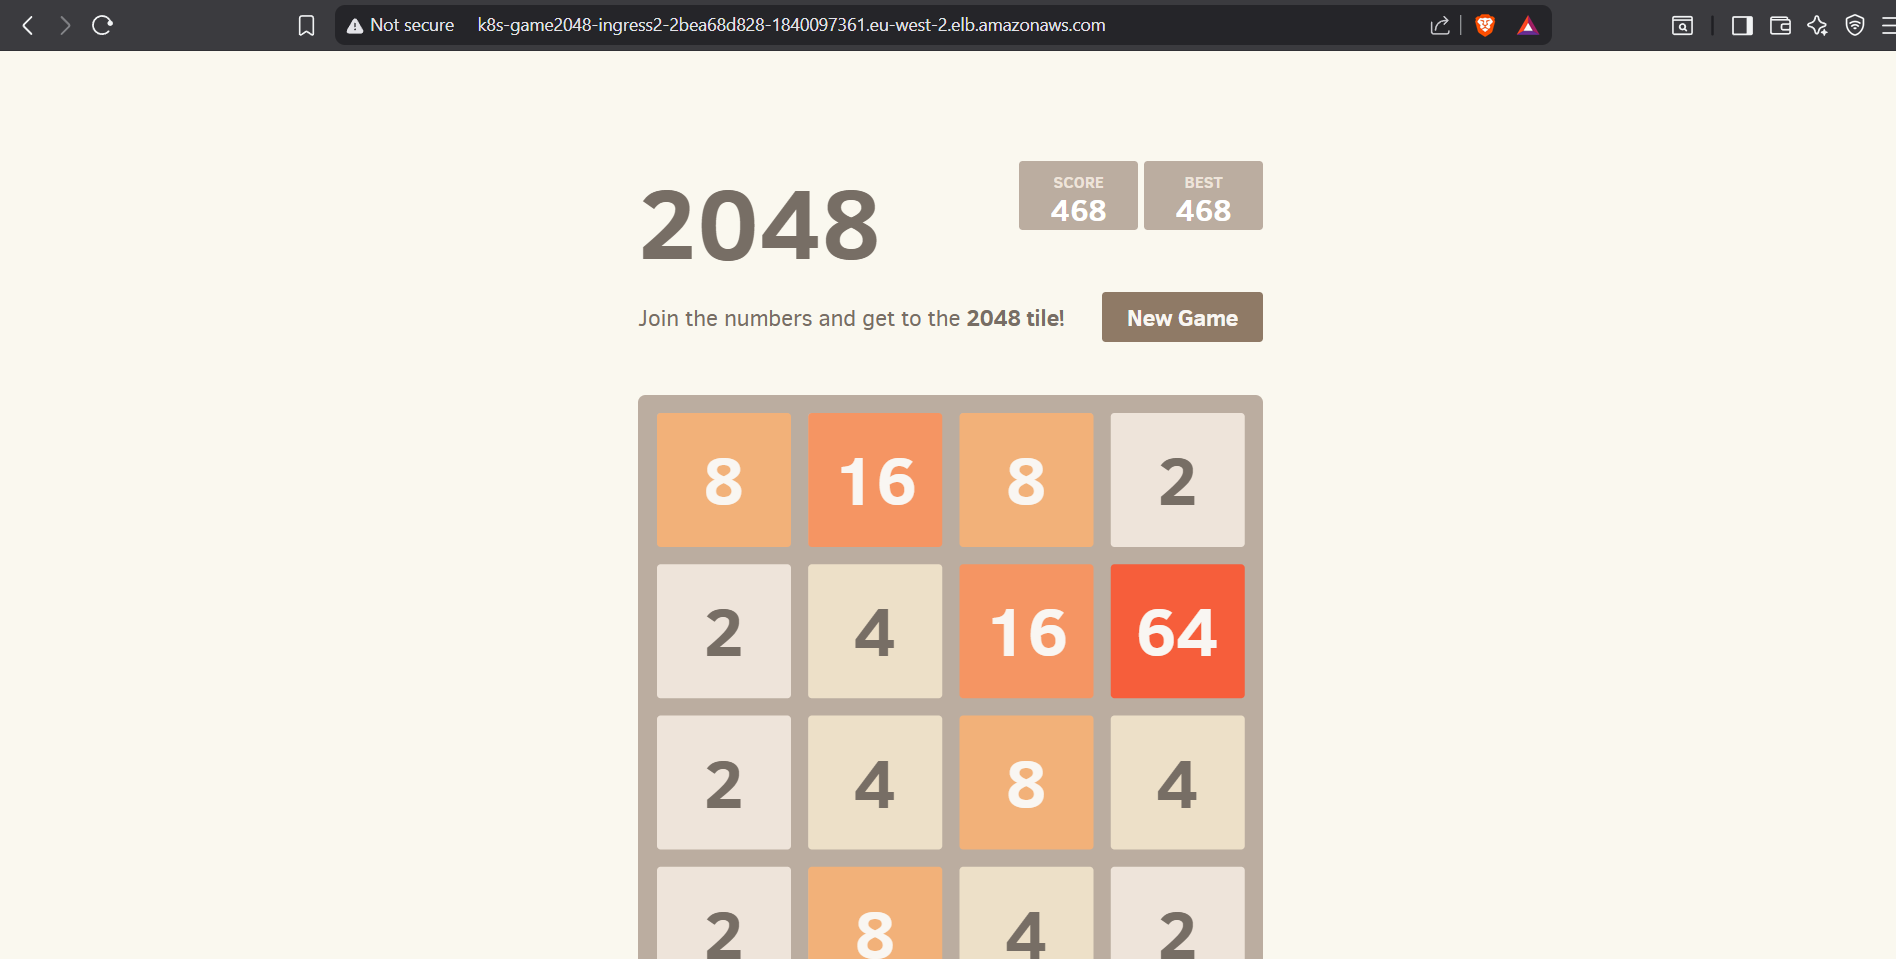 Not secure k8s-game2048-ingress2-2bea68d828-1840097361.eu-west-2.elb.amazonaws.com
2048
SCORE
468
BEST
468
Join the numbers and get to the 2048 tile!
New Game
8 16 8 2
2 4 16 64
2 4 8 4
2 8 4 2